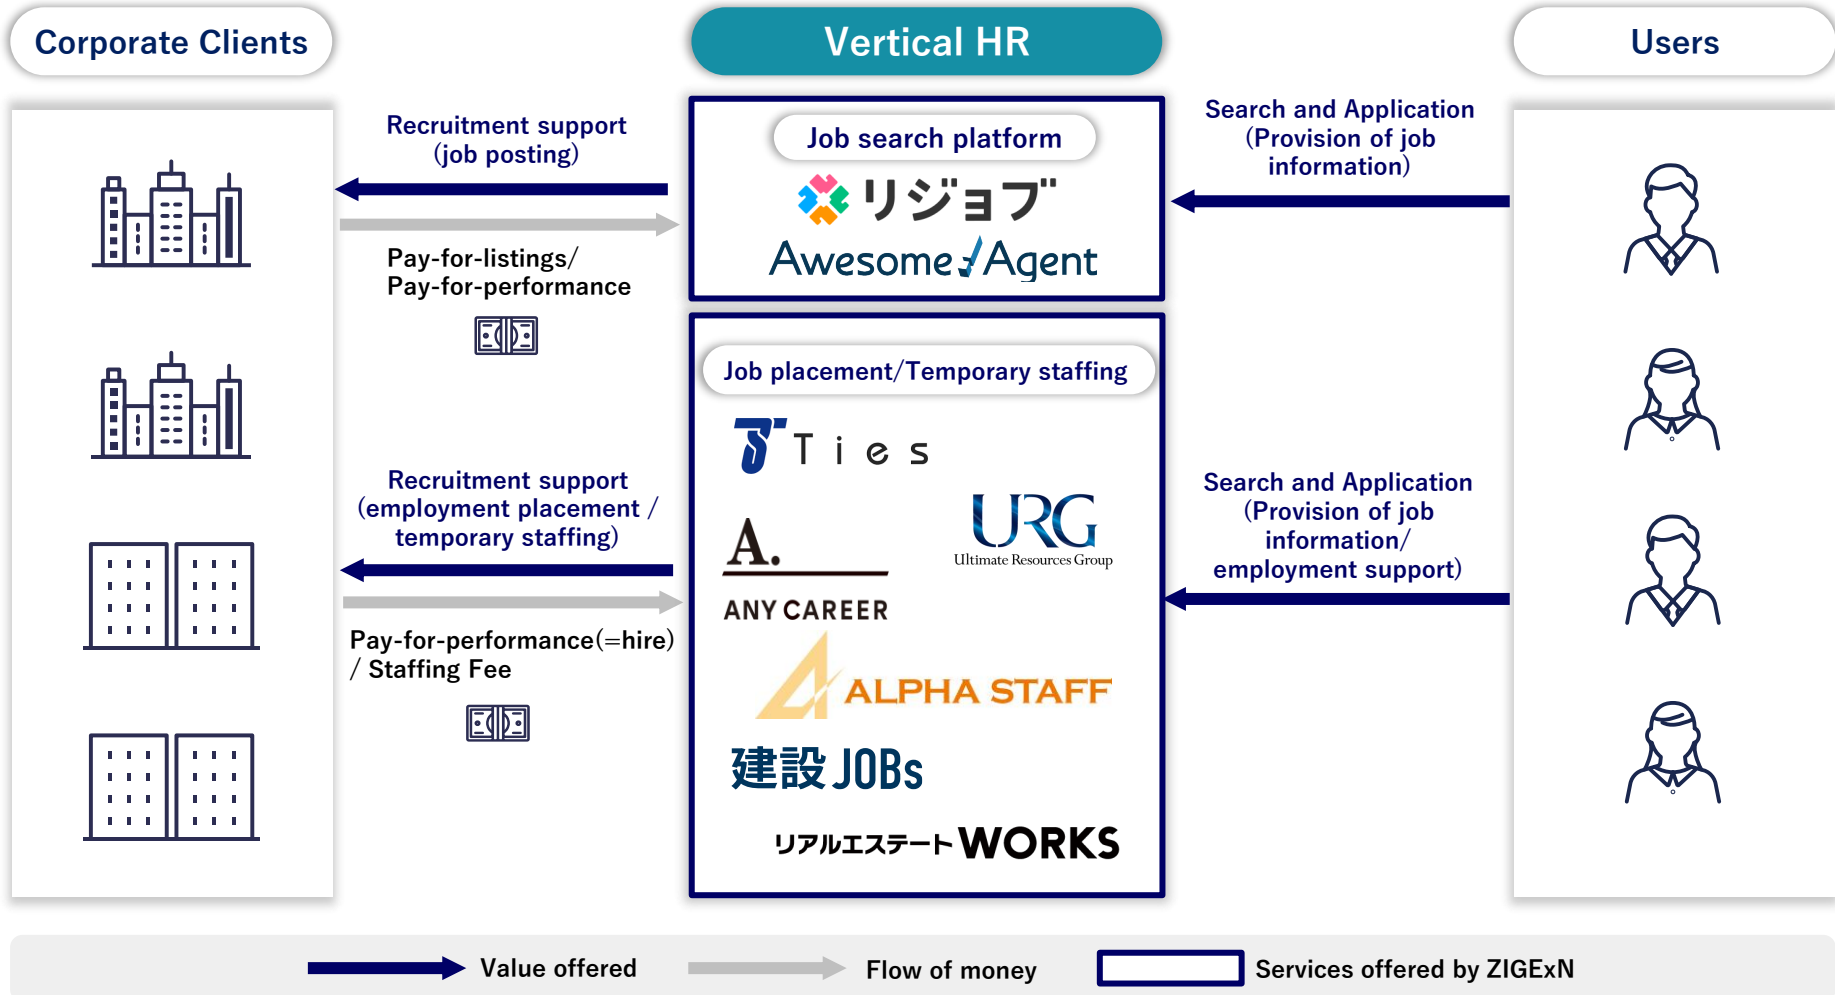 Corporate Clients
Vertical HR
Users
Recruitment support
(job posting)
Pay-for-listings/
Pay-for-performance
Recruitment support
(employment placement /
temporary staffing)
Pay-for-performance(=hire)
/ Staffing Fee
Job search platform
リジョブ
Awesome Agent
Job placement/Temporary staffing
Ties
URG
Ultimate Resources Group
A.
ANY CAREER
ALPHA STAFF
建設JOBs
リアルエステートWORKS
Search and Application
(Provision of job
information)
Search and Application
(Provision of job
information/
employment support)
Value offered
Flow of money
Services offered by ZIGExN